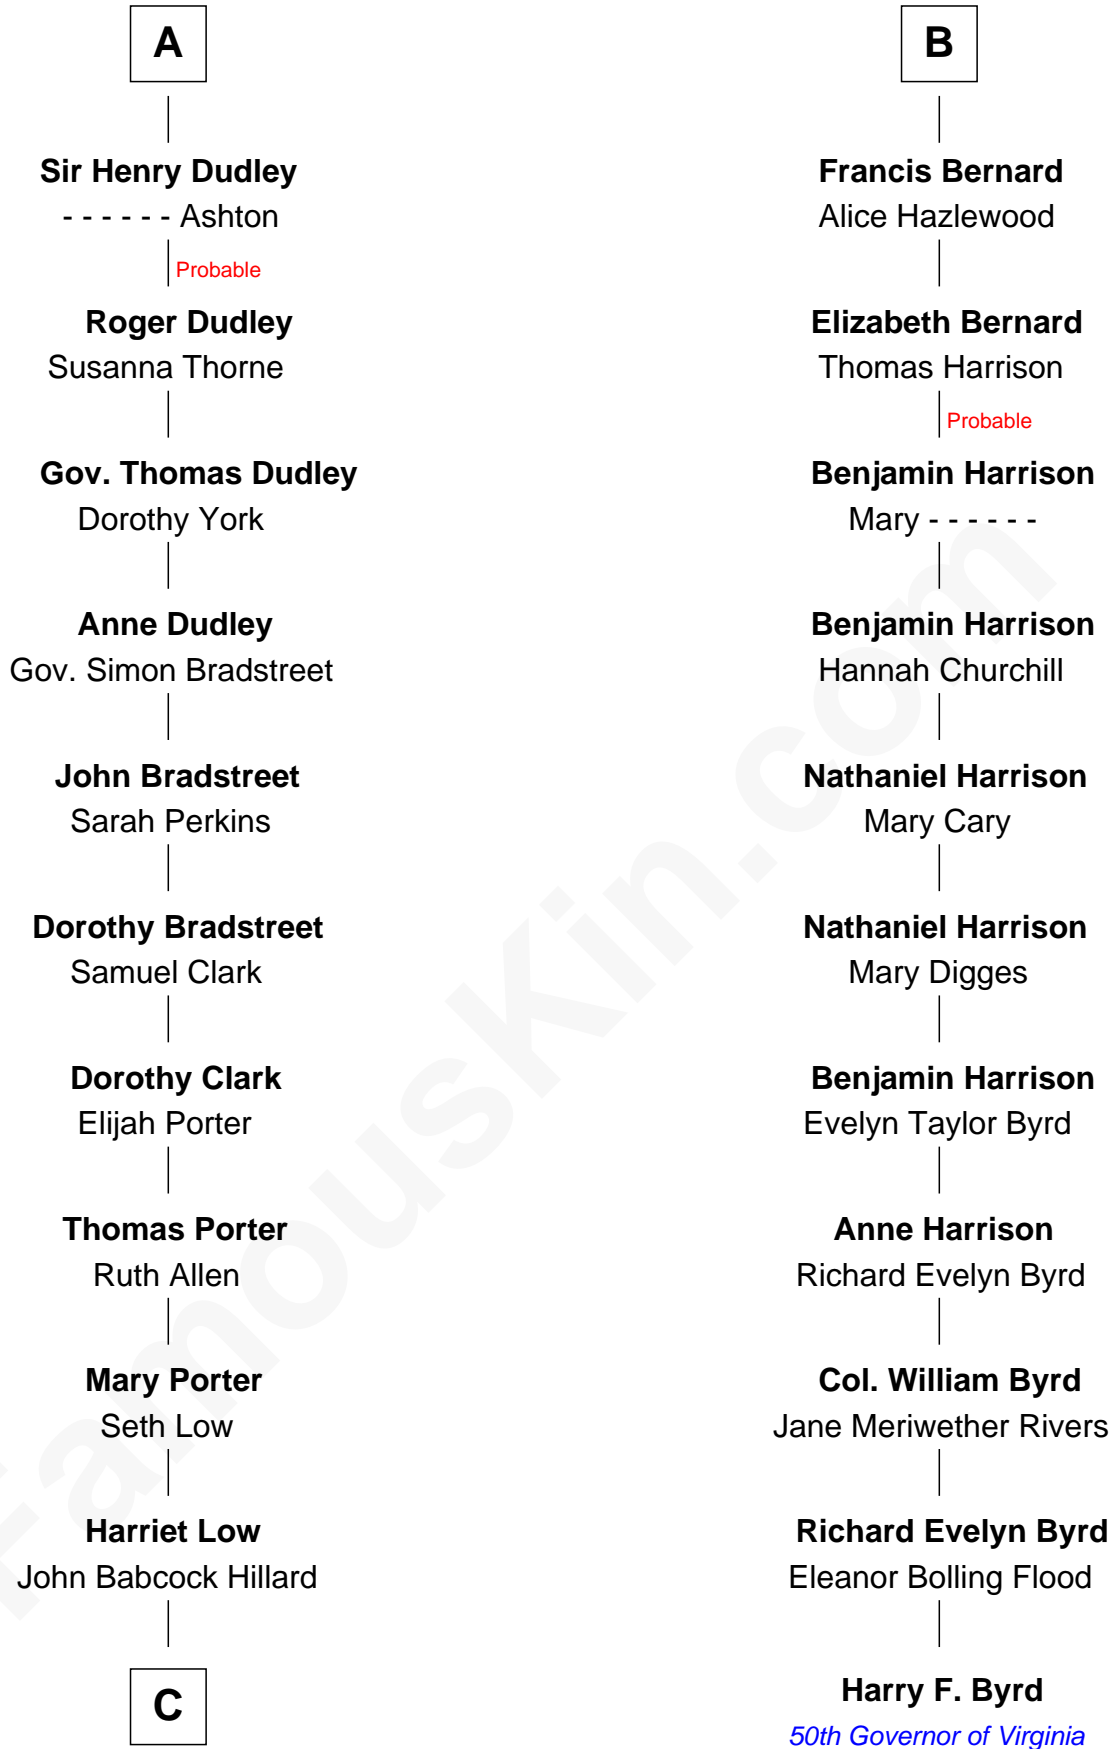 A
Sir Henry Dudley
- - - - - - Ashton
Probable
Roger Dudley
Susanna Thorne
Gov. Thomas Dudley
Dorothy York
Anne Dudley
Gov. Simon Bradstreet
John Bradstreet
Sarah Perkins
Dorothy Bradstreet
Samuel Clark
Dorothy Clark
Elijah Porter
Thomas Porter
Ruth Allen
Mary Porter
Seth Low
Harriet Low
John Babcock Hillard
C
B
Francis Bernard
Alice Hazlewood
Elizabeth Bernard
Thomas Harrison
Probable
Benjamin Harrison
Mary - - - - - -
Benjamin Harrison
Hannah Churchill
Nathaniel Harrison
Mary Cary
Nathaniel Harrison
Mary Digges
Benjamin Harrison
Evelyn Taylor Byrd
Anne Harrison
Richard Evelyn Byrd
Col. William Byrd
Jane Meriwether Rivers
Richard Evelyn Byrd
Eleanor Bolling Flood
Harry F. Byrd
50th Governor of Virginia
FamousKin.com